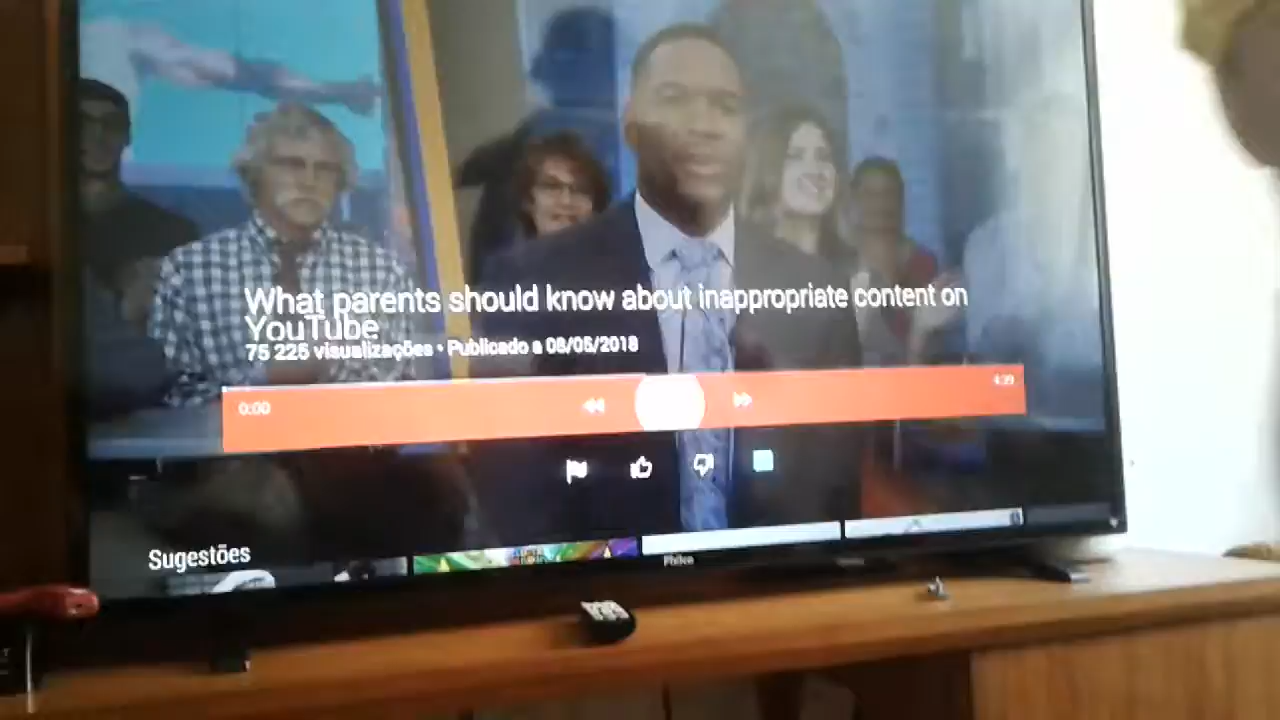 What parents should know about inappropriate content on
YouTube
75 225 visualizações • Publicado a 08/05/2018
0:00
4:39
Sugestões
Philco